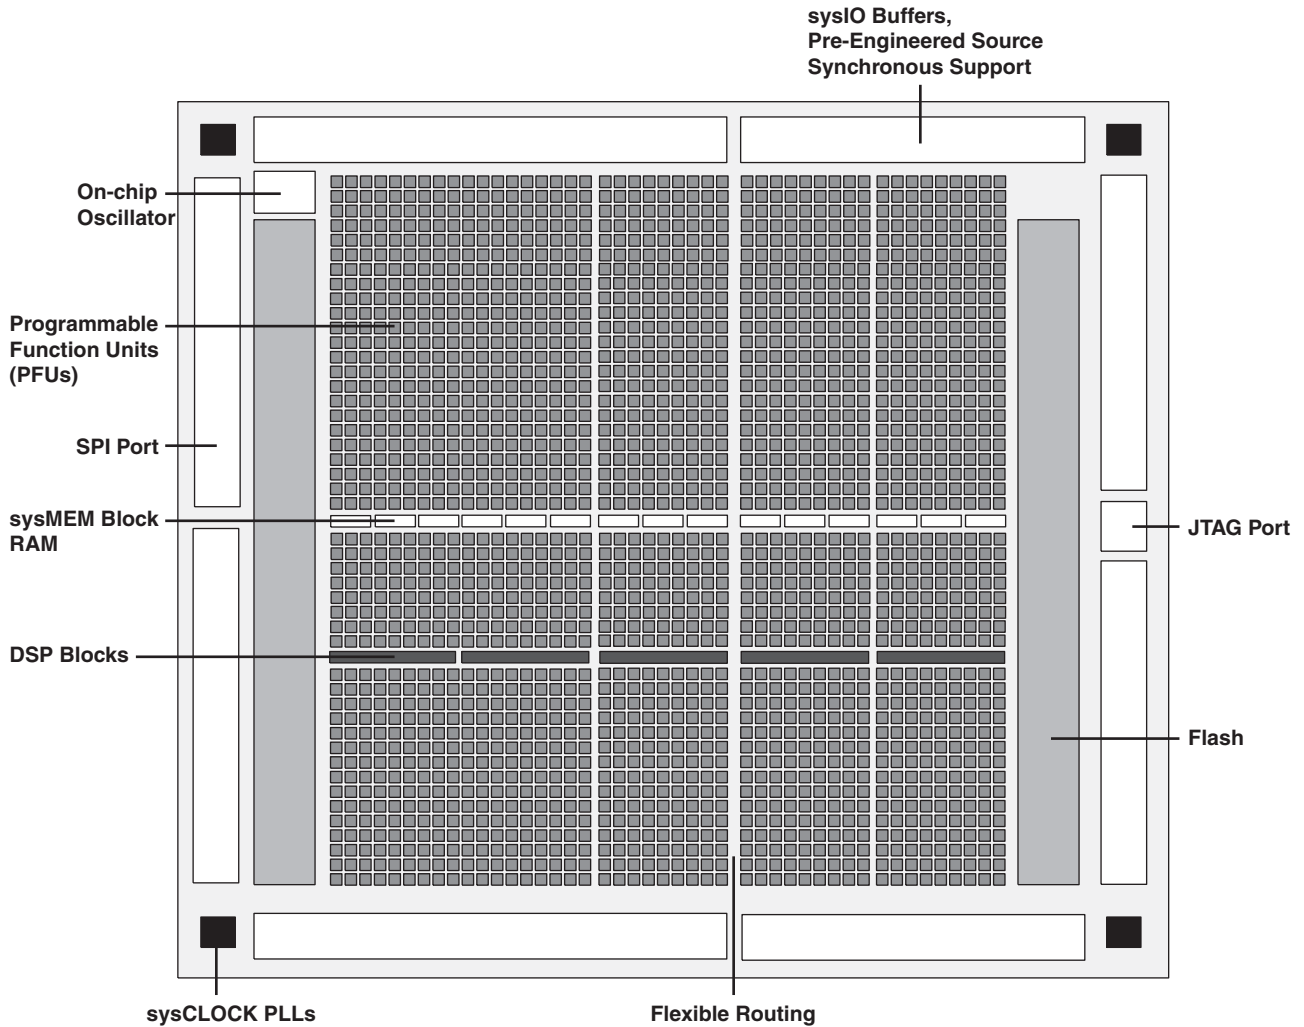 sysIO Buffers,
Pre-Engineered Source
Synchronous Support
On-chip
Oscillator
Programmable
Function Units
(PFUs)
SPI Port
sysMEM Block
RAM
JTAG Port
DSP Blocks
Flash
sysCLOCK PLLs
Flexible Routing